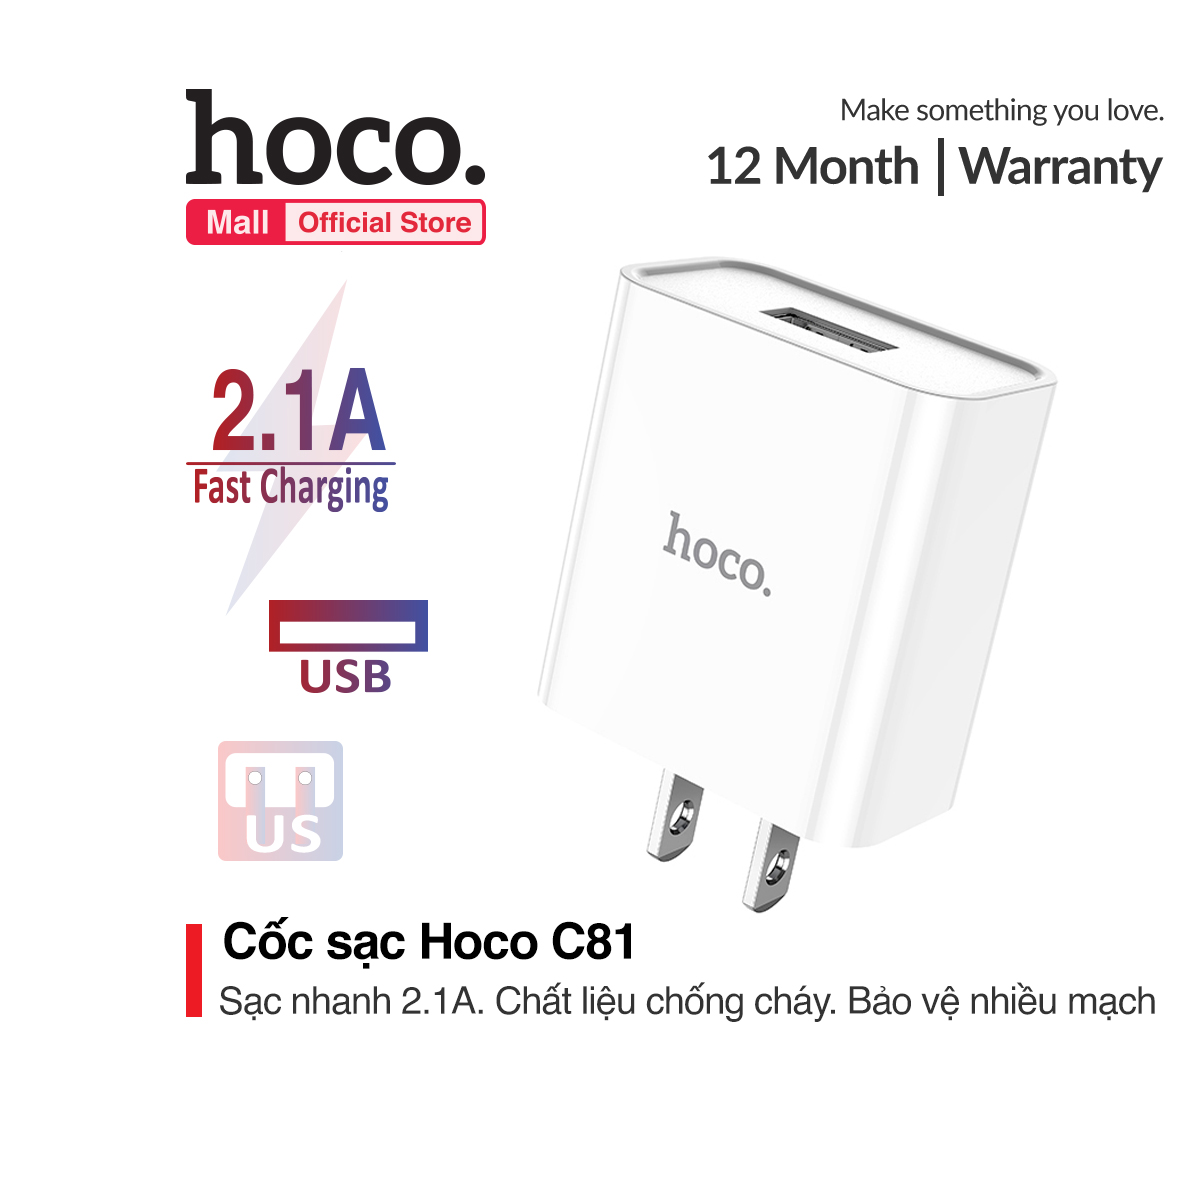 hoco.
Mall Official Store
Make something you love.
12 Month | Warranty
2.1A
Fast Charging
USB
US
hoco.
Cốc sạc Hoco C81
Sạc nhanh 2.1A. Chất liệu chống cháy. Bảo vệ nhiều mạch